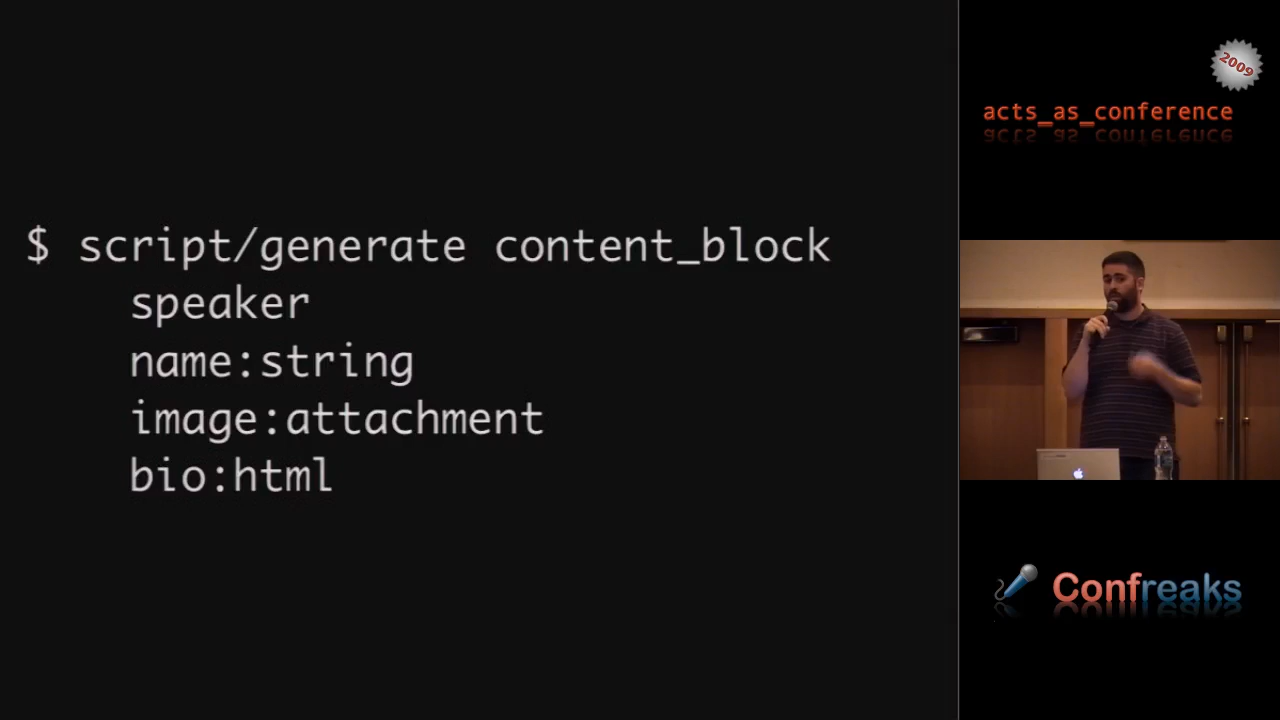 $ script/generate content_block
speaker
name:string
image:attachment
bio:html
2009
acts_as_conference
Confreaks